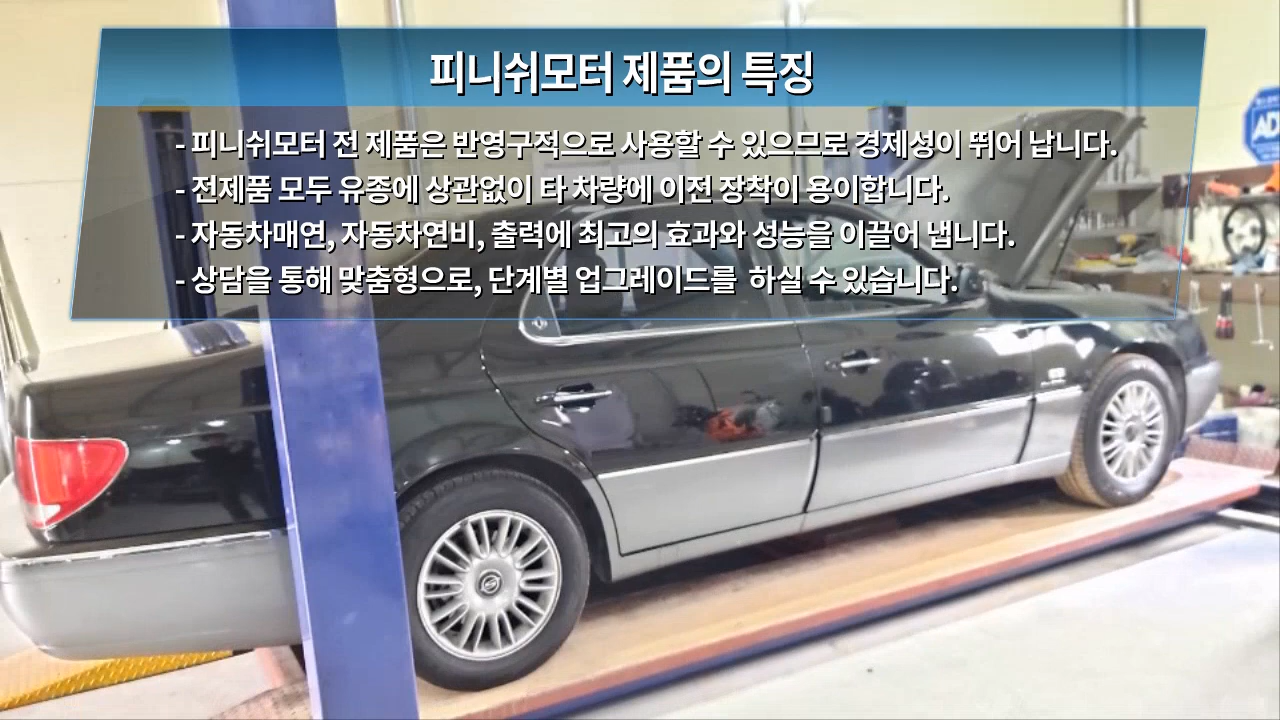 피니쉬모터 제품의 특징
- 피니쉬모터 전 제품은 반영구적으로 사용할 수 있으므로 경제성이 뛰어 납니다.
- 전제품 모두 유종에 상관없이 타 차량에 이전 장착이 용이합니다.
- 자동차매연, 자동차연비, 출력에 최고의 효과와 성능을 이끌어 냅니다.
- 상담을 통해 맞춤형으로, 단계별 업그레이드를  하실 수 있습니다.